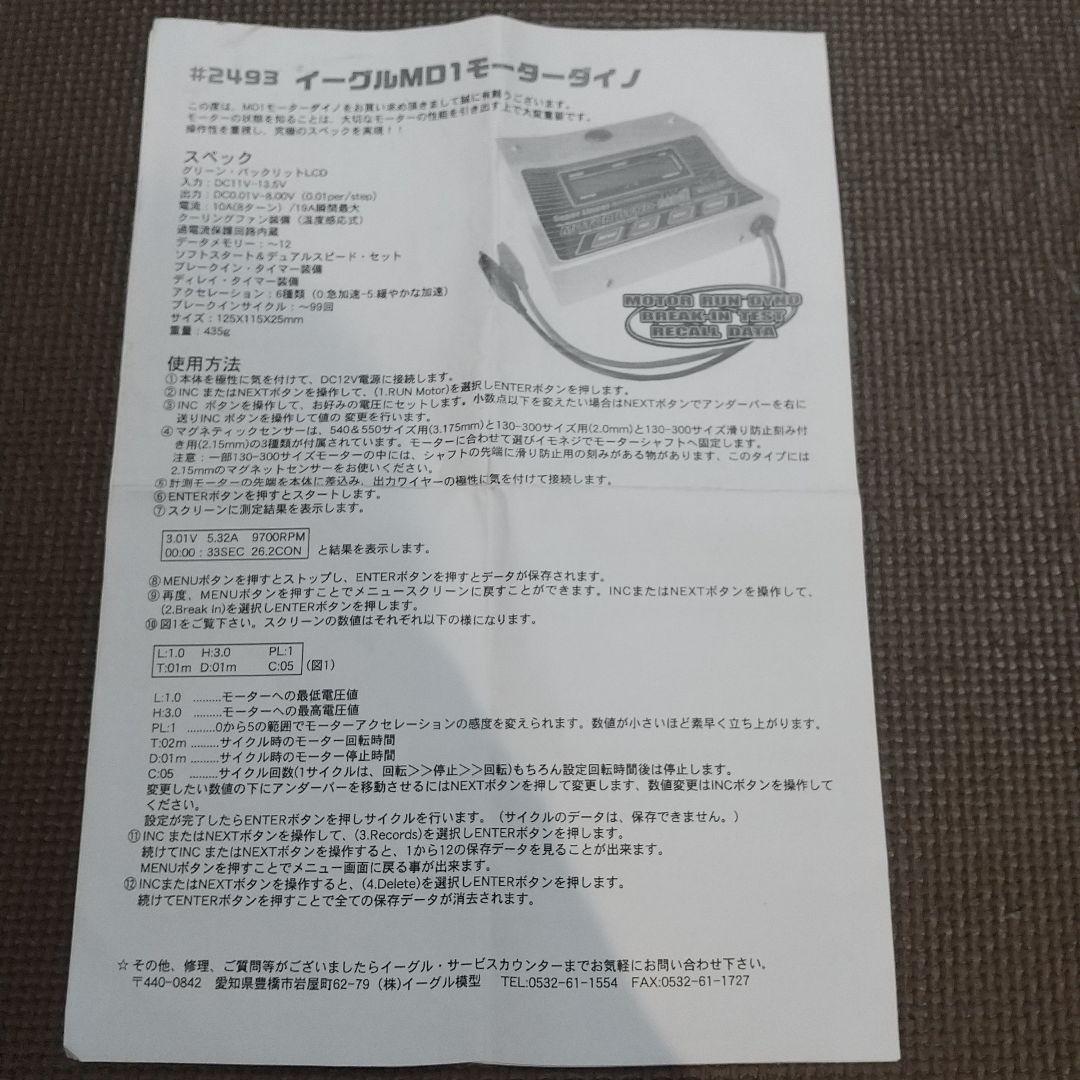 #2493 イーグルMD1モーターダイノ
この度は、MD1モーターダイノをお買い求め頂きまして誠に有難うございます。
モーターの状態を知ることは、大切なモーターの性能を引き出す上で大変重要です。
操作性を重視し、究極のスペックを実現!!
スペック
グリーン・バックリットLCD
入力:DC11V-13.5V
出力:DC0.01V-8.00V (0.01per/step)
電流:10A(8ターン) /19A瞬間最大
クーリングファン装備 (温度感応式)
過電流保護回路内蔵
データメモリー:~12
ソフトスタート&デュアルスピード・セット
ブレークイン・タイマー装備
ディレイ・タイマー装備
アクセレーション:6種類 (0.急加速-5.緩やかな加速)
ブレークインサイクル:~99回
サイズ:125X115X25mm
重量:435g
MOTOR RUN DYNO
BREAK-IN TEST
RECALL DATA
使用方法
①本体を極性に気を付けて、DC12V電源に接続します。
②INC またはNEXTボタンを操作して、(1.RUN Motor)を選択しENTERボタンを押します。
③INC ボタンを操作して、お好みの電圧にセットします。小数点以下を変えたい場合はNEXTボタンでアンダーバーを右に
送りINC ボタンを操作して値の 変更を行います。
④マグネティックセンサーは、540&550サイズ用(3.175mm)と130-300サイズ用(2.0mm)と130-300サイズ滑り防止刻み付
き用(2.15mm)の3種類が付属されています。モーターに合わせて選びイモネジでモーターシャフトへ固定します。
注意:一部130-300サイズモーターの中には、シャフトの先端に滑り防止用の刻みがある物があります、このタイプには
2.15mmのマグネットセンサーをお使いください。
⑤計測モーターの先端を本体に差込み、出力ワイヤーの極性に気を付けて接続します。
⑥ENTERボタンを押すとスタートします。
⑦スクリーンに測定結果を表示します。
3.01V 5.32A 9700RPM
00:00:33SEC 26.2CON と結果を表示します。
⑧MENUボタンを押すとストップし、ENTERボタンを押すとデータが保存されます。
⑨再度、MENUボタンを押すことでメニュースクリーンに戻すことができます。INCまたはNEXTボタンを操作して、
(2.Break In)を選択しENTERボタンを押します。
⑩図1をご覧下さい。スクリーンの数値はそれぞれ以下の様になります。
L:1.0 H:3.0 PL:1
T:01m D:01m C:05 (図1)
L:1.0 .........モーターへの最低電圧値
H:3.0 .........モーターへの最高電圧値
PL:1 .........0から5の範囲でモーターアクセレーションの感度を変えられます。数値が小さいほど素早く立ち上がります。
T:02m .........サイクル時のモーター回転時間
D:01m .........サイクル時のモーター停止時間
C:05 .........サイクル回数(1サイクルは、回転>>停止>>回転)もちろん設定回転時間後は停止します。
変更したい数値の下にアンダーバーを移動させるにはNEXTボタンを押して変更します、数値変更はINCボタンを操作して
ください。
設定が完了したらENTERボタンを押しサイクルを行います。(サイクルのデータは、保存できません。)
⑪INC またはNEXTボタンを操作して、(3.Records)を選択しENTERボタンを押します。
続けてINC またはNEXTボタンを操作すると、1から12の保存データを見ることが出来ます。
MENUボタンを押すことでメニュー画面に戻る事が出来ます。
⑫INCまたはNEXTボタンを操作すると、(4.Delete)を選択しENTERボタンを押します。
続けてENTERボタンを押すことで全ての保存データが消去されます。
☆その他、修理、ご質問等がございましたらイーグル・サービスカウンターまでお気軽にお問い合わせ下さい。
〒440-0842 愛知県豊橋市岩屋町62-79 (株)イーグル模型 TEL:0532-61-1554 FAX:0532-61-1727